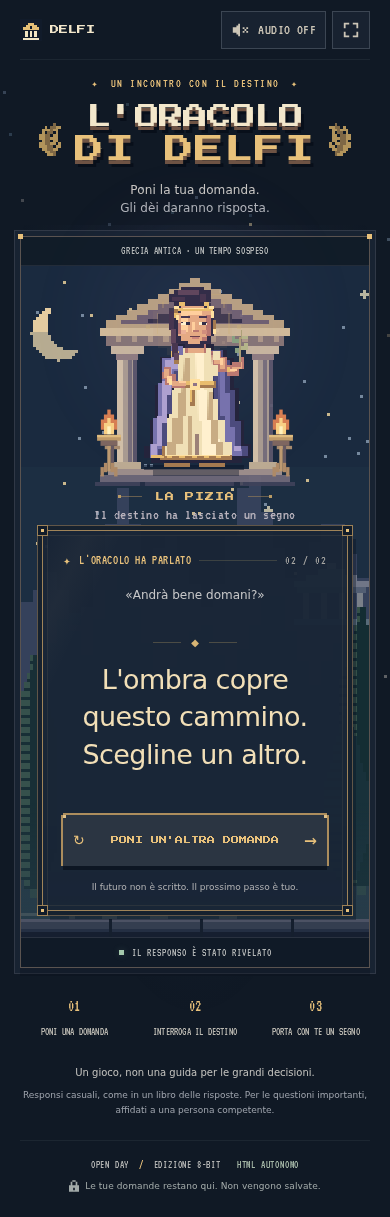 DELFI
AUDIO OFF
UN INCONTRO CON IL DESTINO
L'ORACOLO
DI DELFI
Poni la tua domanda.
Gli dèi daranno risposta.
GRECIA ANTICA · UN TEMPO SOSPESO
LA PIZIA
Il destino ha lasciato un segno
L'ORACOLO HA PARLATO
02 / 02
«Andrà bene domani?»
L'ombra copre
questo cammino.
Scegline un altro.
↻ PONI UN'ALTRA DOMANDA →
Il futuro non è scritto. Il prossimo passo è tuo.
IL RESPONSO È STATO RIVELATO
01
PONI UNA DOMANDA
02
INTERROGA IL DESTINO
03
PORTA CON TE UN SEGNO
Un gioco, non una guida per le grandi decisioni.
Responsi casuali, come in un libro delle risposte. Per le questioni importanti,
affidati a una persona competente.
OPEN DAY / EDIZIONE 8-BIT HTML AUTONOMO
Le tue domande restano qui. Non vengono salvate.